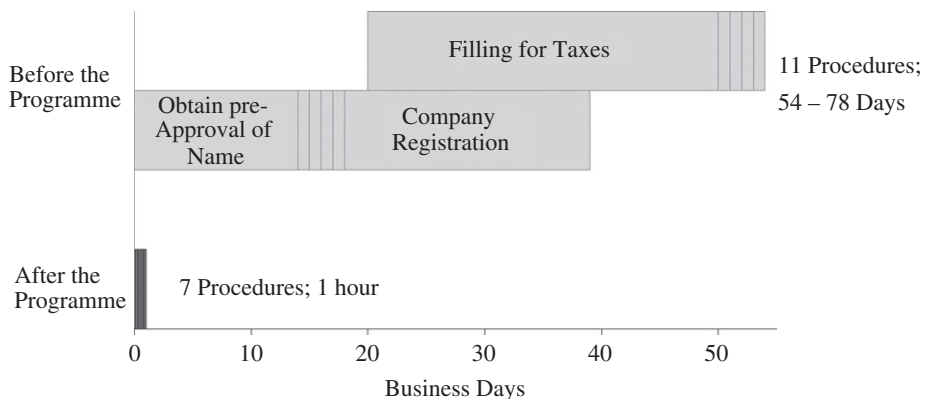 Filling for Taxes
11 Procedures;
54 – 78 Days
Before the
Programme
Obtain pre-
Approval of
Name
Company
Registration
After the
Programme
7 Procedures; 1 hour
0 10 20 30 40 50
Business Days